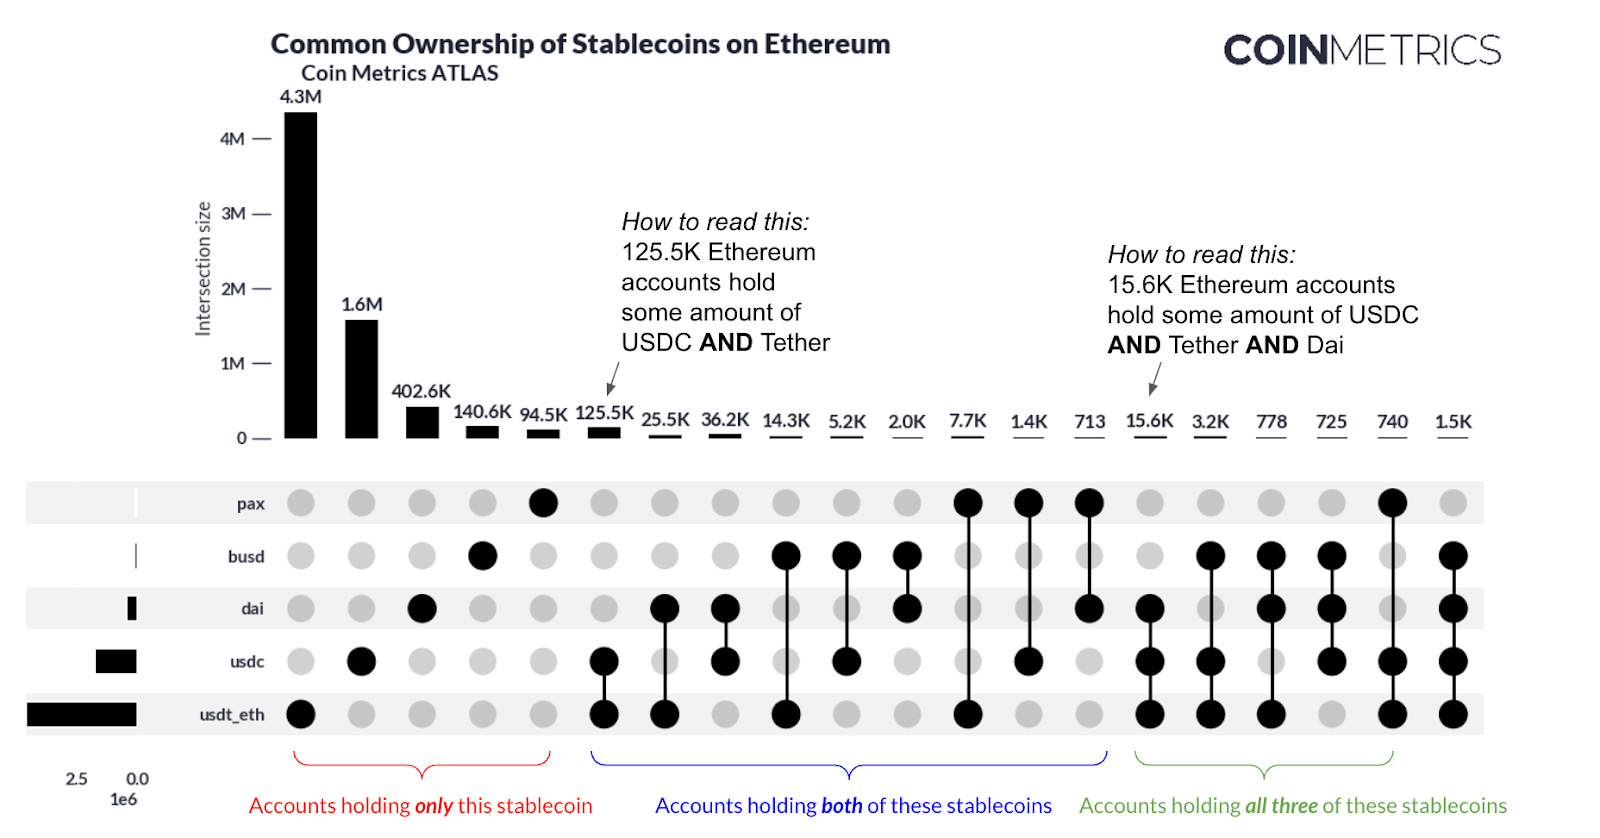 Common Ownership of Stablecoins on Ethereum
COINMETRICS
Coin Metrics ATLAS
4.3M
4M
3M
2M
1M
0
Intersection size
1.6M
402.6K
140.6K
94.5K
125.5K
25.5K
36.2K
14.3K
5.2K
2.0K
7.7K
1.4K
713
15.6K
3.2K
778
725
740
1.5K
How to read this:
125.5K Ethereum
accounts hold
some amount of
USDC AND Tether
How to read this:
15.6K Ethereum accounts
hold some amount of USDC
AND Tether AND Dai
pax
busd
dai
usdc
usdt_eth
2.5
0.0
1e6
Accounts holding only this stablecoin
Accounts holding both of these stablecoins
Accounts holding all three of these stablecoins